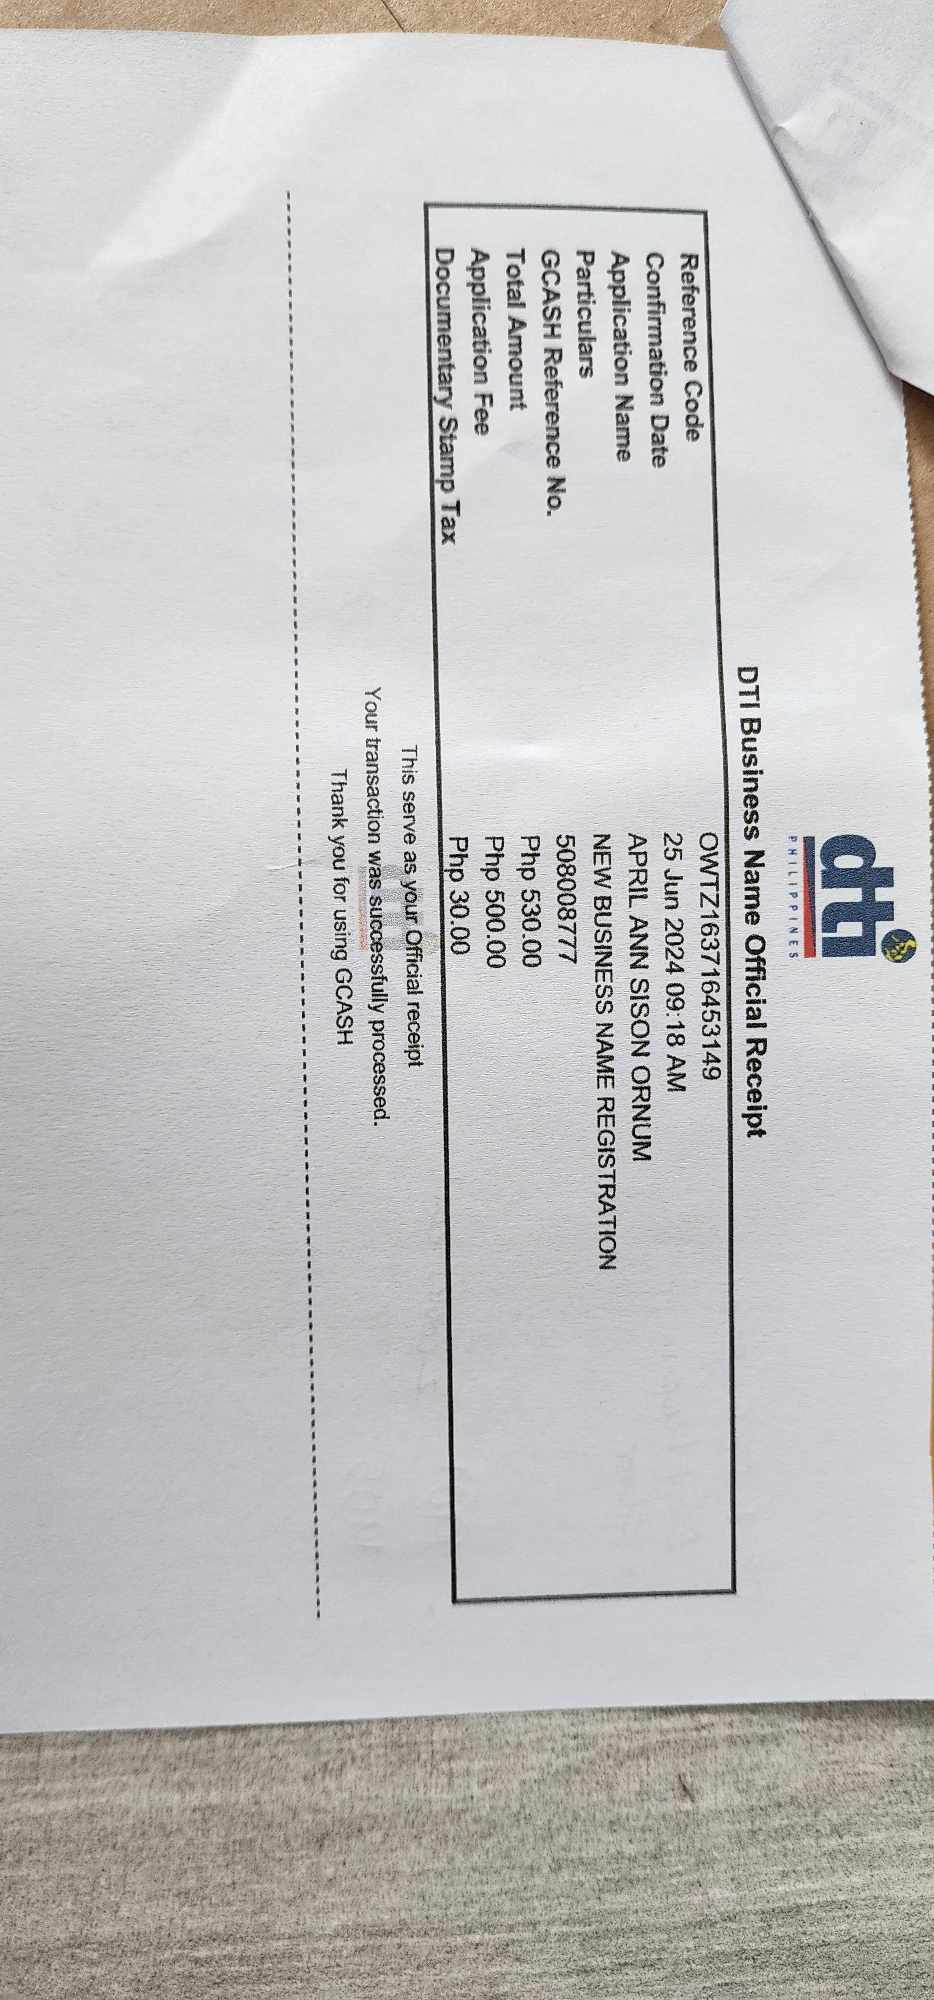 dti
PHILIPPINES
DTI Business Name Official Receipt
Reference Code OWTZ163716453149
Confirmation Date 25 Jun 2024 09:18 AM
Application Name APRIL ANN SISON ORNUM
Particulars NEW BUSINESS NAME REGISTRATION
GCASH Reference No. 508008777
Total Amount Php 530.00
Application Fee Php 500.00
Documentary Stamp Tax Php 30.00
This serve as your Official receipt
Your transaction was successfully processed.
Thank you for using GCASH